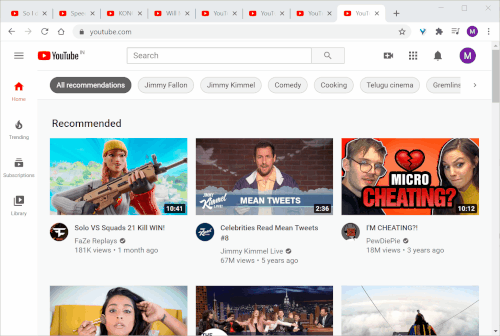 So I
Spee
KON
Will I
YouT
YouT
YouT
YouT
youtube.com
M
YouTube IN
Search
M
All recommendations
Jimmy Fallon
Jimmy Kimmel
Comedy
Cooking
Telugu cinema
Gremlins
Home
Trending
Subscriptions
Library
Recommended
10:41
JIMMY KIMMEL LIVE!
MEAN TWEETS
2:36
MICRO
CHEATING?
10:12
Solo VS Squads 21 Kill WIN!
FaZe Replays
181K views • 1 month ago
Celebrities Read Mean Tweets
#8
Jimmy Kimmel Live
67M views • 5 years ago
I'M CHEATING?!
PewDiePie
18M views • 3 years ago
THE